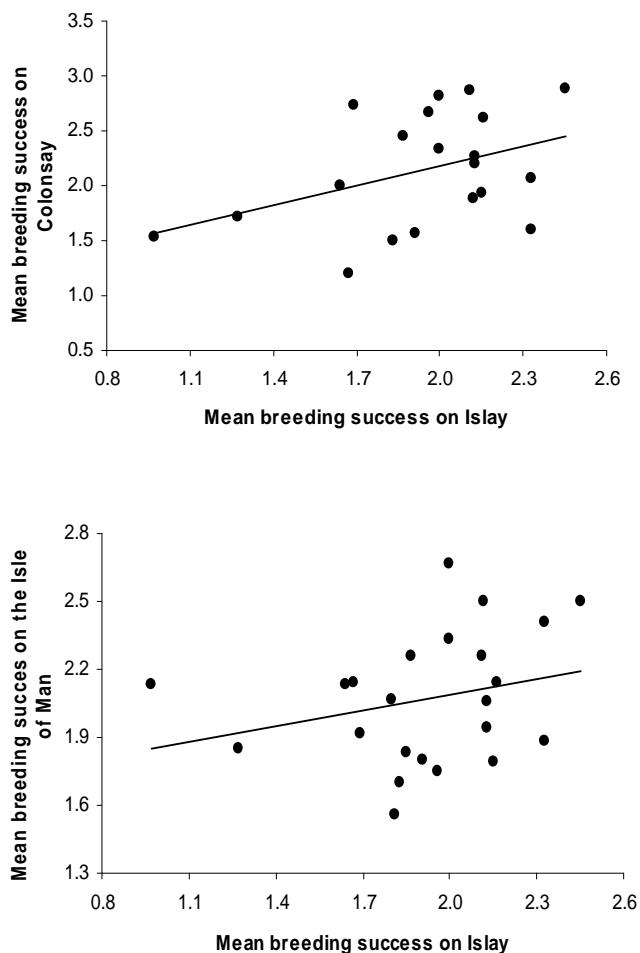 3.5
3.0
2.5
2.0
1.5
1.0
0.5
Mean breeding success on
Colonsay
0.8 1.1 1.4 1.7 2.0 2.3 2.6
Mean breeding success on Islay
2.8
2.5
2.2
1.9
1.6
1.3
Mean breeding succes on the Isle
of Man
0.8 1.1 1.4 1.7 2.0 2.3 2.6
Mean breeding success on Islay